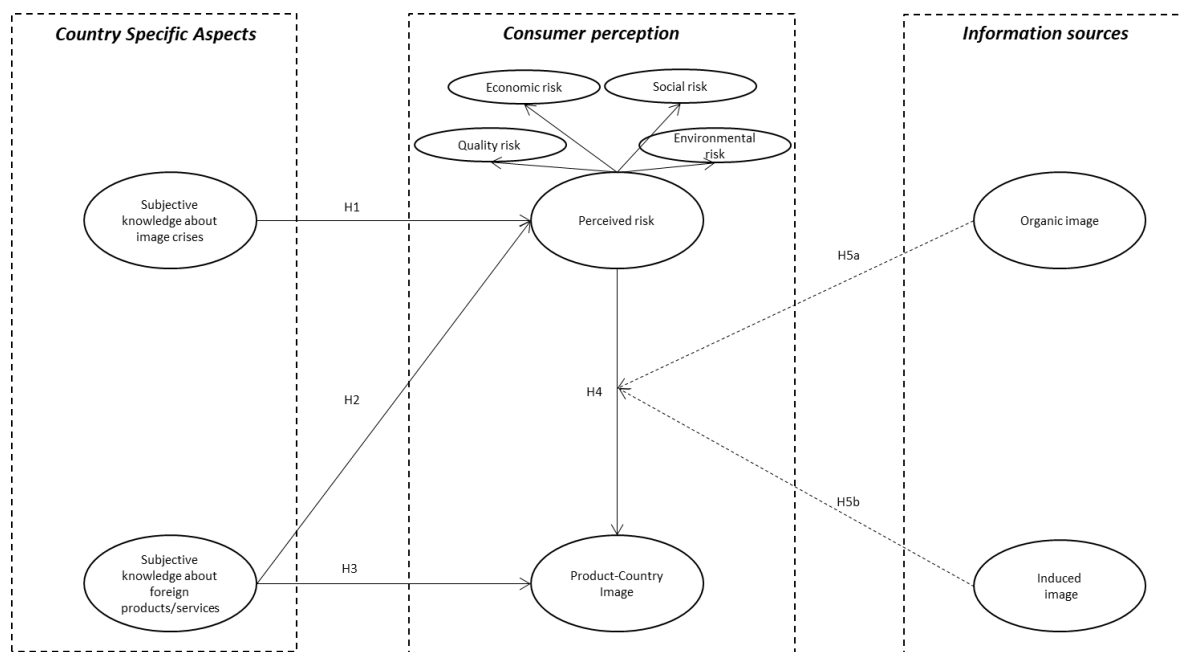 Country Specific Aspects
Consumer perception
Information sources
Economic risk
Social risk
Quality risk
Environmental
risk
Subjective
knowledge about
image crises
H1
Perceived risk
Organic image
H5a
H2
H4
H5b
Subjective
knowledge about
foreign
products/services
H3
Product-Country
Image
Induced
image